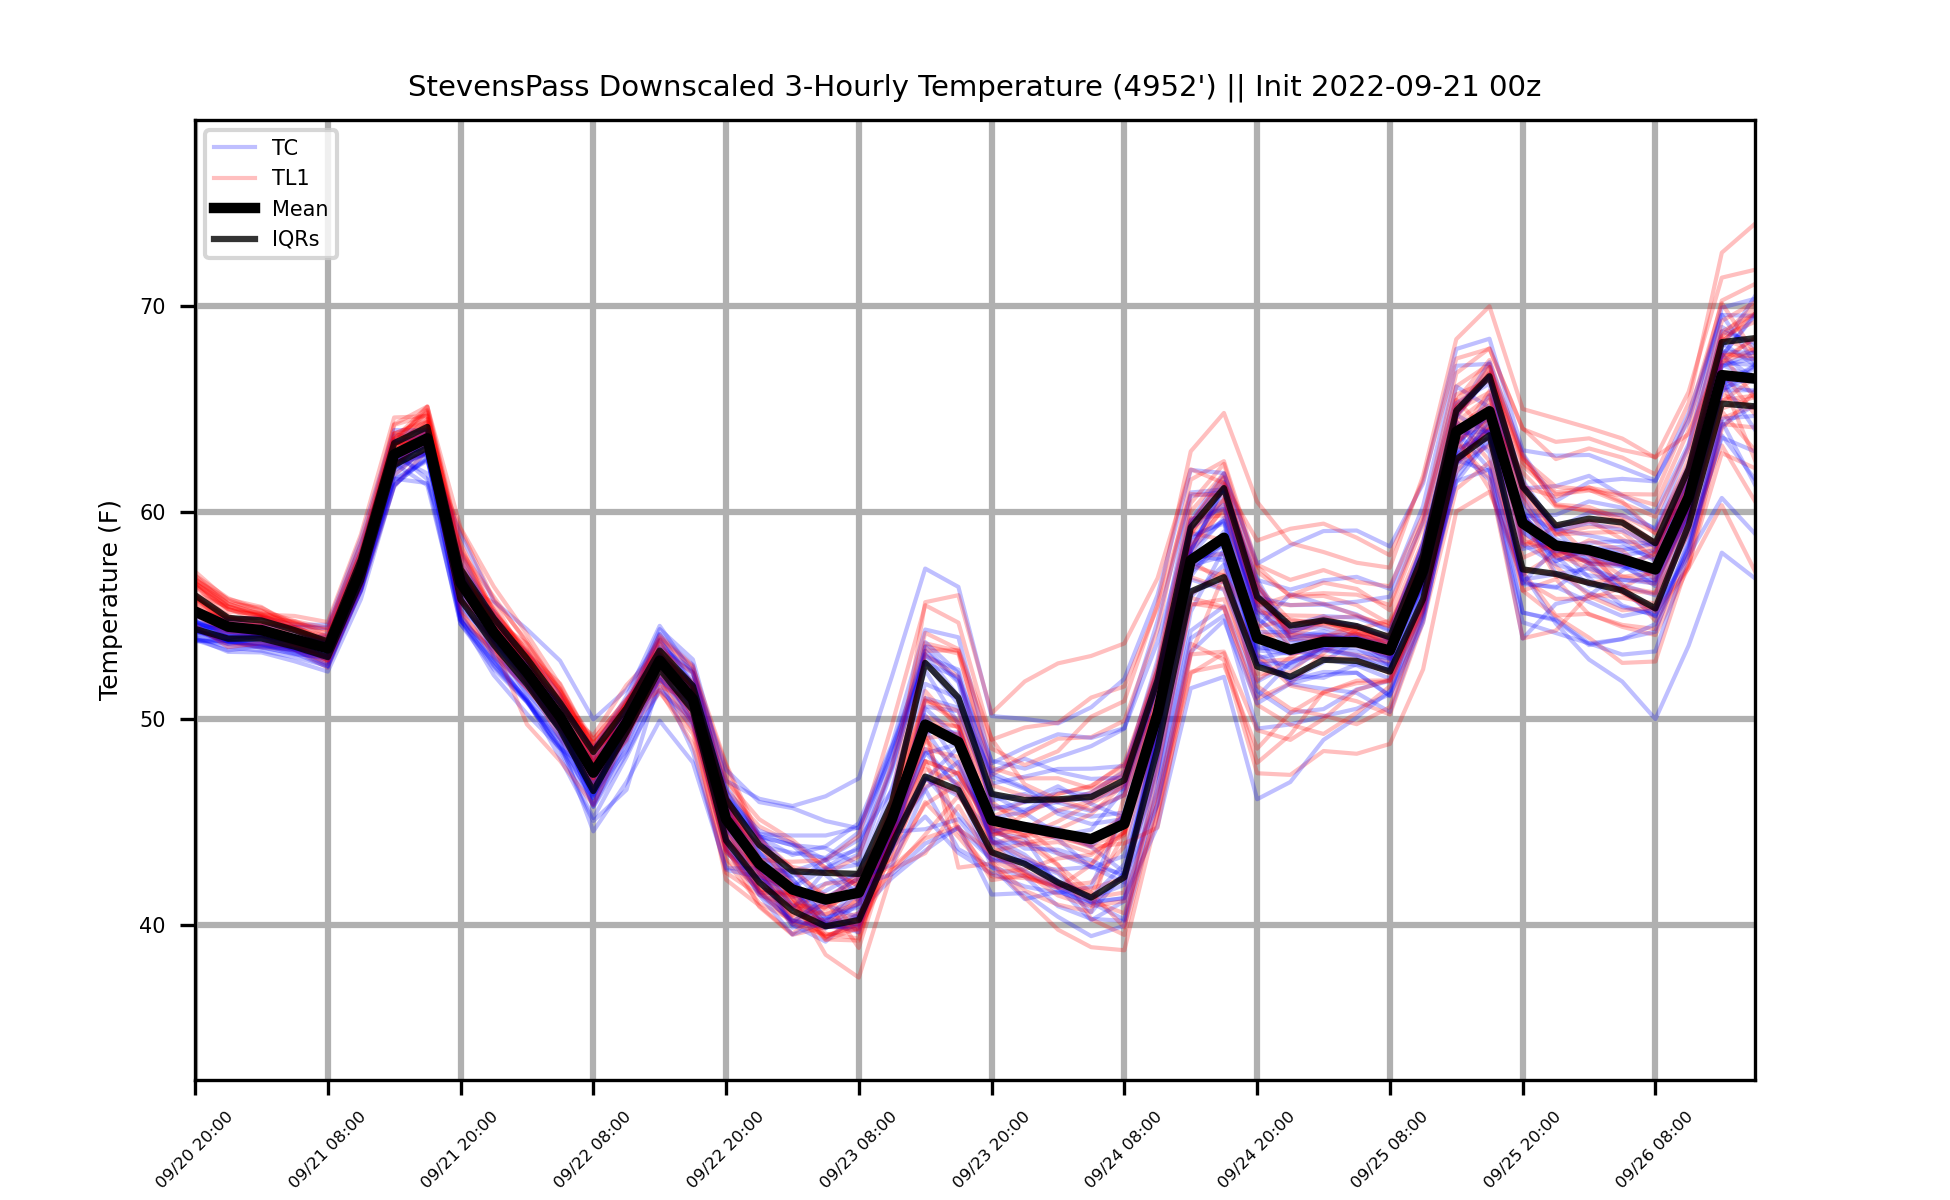 StevensPass Downscaled 3-Hourly Temperature (4952') || Init 2022-09-21 00z
TC
TL1
Mean
IQRs
Temperature (F)
70
60
50
40
09/20 20:00
09/21 08:00
09/21 20:00
09/22 08:00
09/22 20:00
09/23 08:00
09/23 20:00
09/24 08:00
09/24 20:00
09/25 08:00
09/25 20:00
09/26 08:00